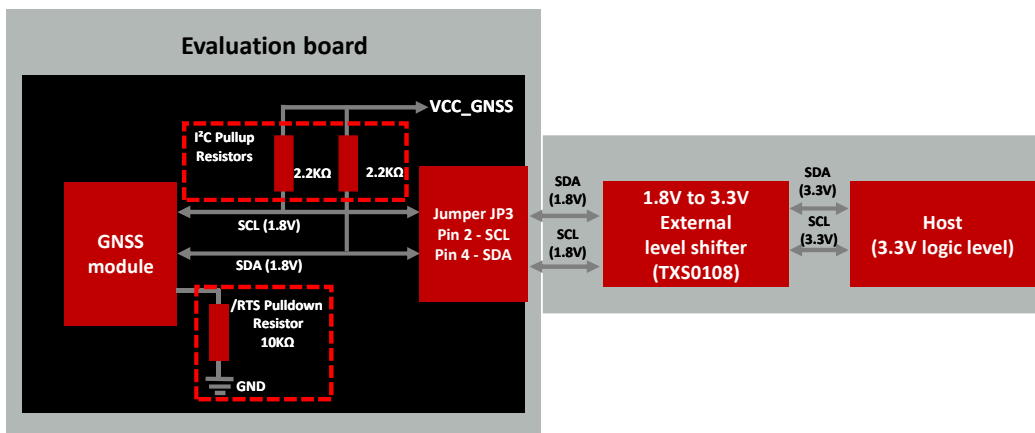 Evaluation board
VCC_GNSS
I²C Pullup
Resistors
2.2KΩ
2.2KΩ
GNSS
module
SCL (1.8V)
SDA (1.8V)
Jumper JP3
Pin 2 - SCL
Pin 4 - SDA
SDA
(1.8V)
SCL
(1.8V)
1.8V to 3.3V
External
level shifter
(TXS0108)
SDA
(3.3V)
SCL
(3.3V)
Host
(3.3V logic level)
/RTS Pulldown
Resistor
10KΩ
GND